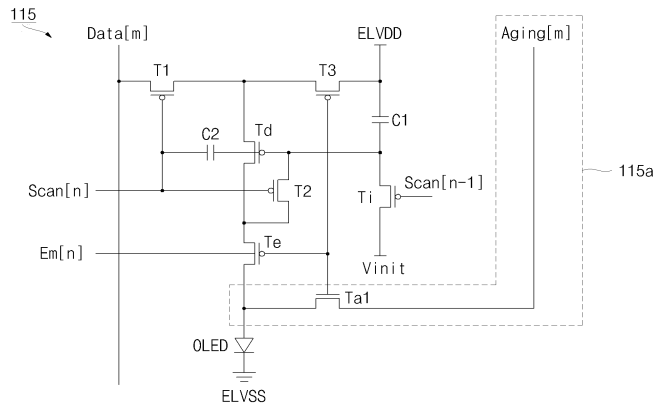 115
Data[m]
ELVDD
Aging[m]
T1
T3
C1
C2
Td
115a
Scan[n]
T2
Ti
Scan[n-1]
Em[n]
Te
Vinit
Ta1
OLED
ELVSS